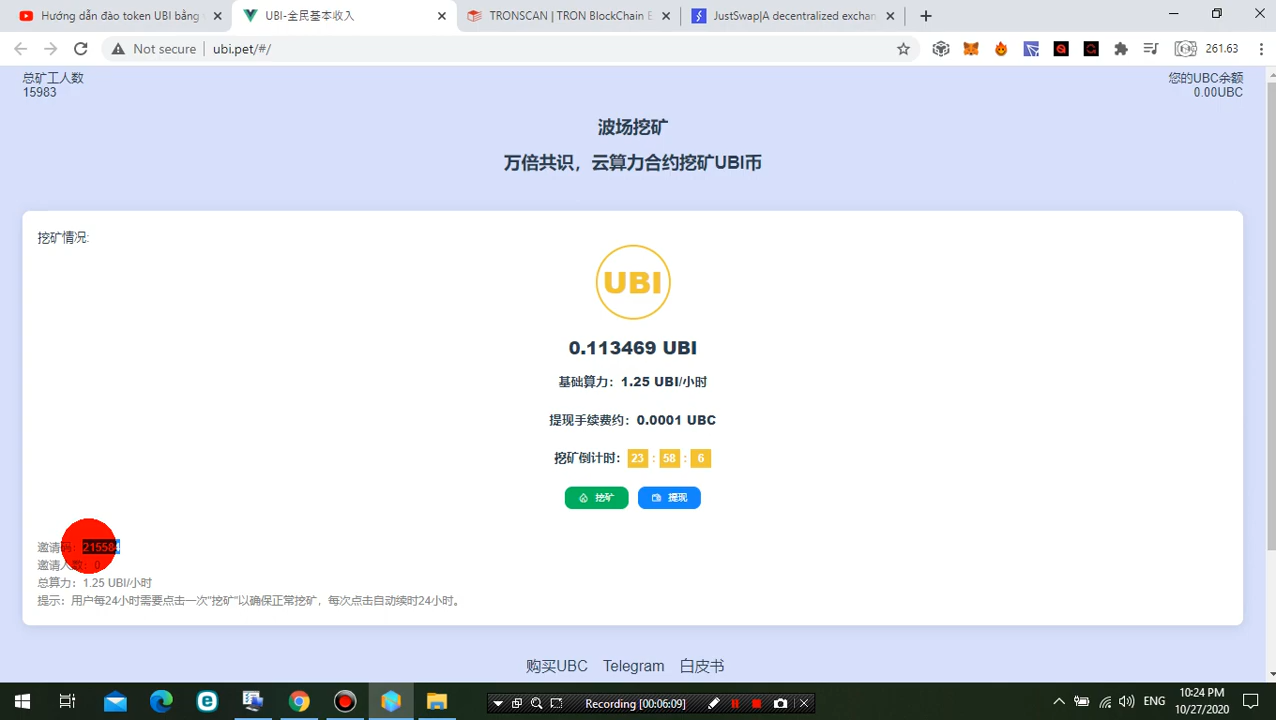 Hướng dẫn đào token UBI bằng
UBI-全民基本收入
TRONSCAN | TRON BlockChain E
JustSwap|A decentralized exchan
Not secure
ubi.pet/#/
261.63
总矿工人数
15983
您的UBC余额
0.00UBC
波场挖矿
万倍共识，云算力合约挖矿UBI币
挖矿情况:
UBI
0.113469 UBI
基础算力：1.25 UBI/小时
提现手续费约：0.0001 UBC
挖矿倒计时：23 : 58 : 6
挖矿
提现
邀请码：21558
邀请人数：0
总算力：1.25 UBI/小时
提示：用户每24小时需要点击一次"挖矿"以确保正常挖矿，每次点击自动续时24小时。
购买UBC Telegram 白皮书
Recording [00:06:09]
ENG
10:24 PM
10/27/2020